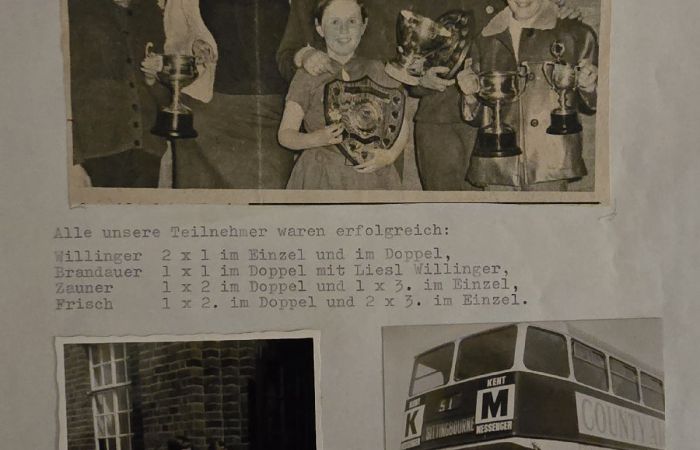 Alle unsere Teilnehmer waren erfolgreich:
Willinger 2 x 1 im Einzel und im Doppel,
Brandauer 1 x 1 im Doppel mit Liesl Willinger,
Zauner 1 x 2 im Doppel und 1 x 3. im Einzel,
Frisch 1 x 2. im Doppel und 2 x 3. im Einzel.
KENT
M
MESSENGER
KENT
K
SITTINGBOURNE
COUNTY